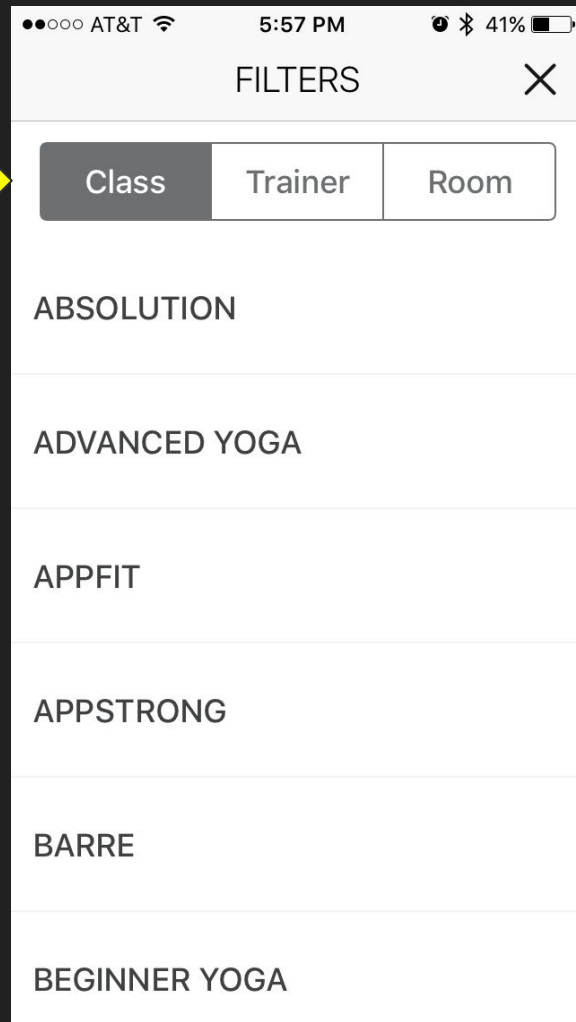 AT&T 5:57 PM 41%
FILTERS
Class Trainer Room
ABSOLUTION
ADVANCED YOGA
APPFIT
APPSTRONG
BARRE
BEGINNER YOGA